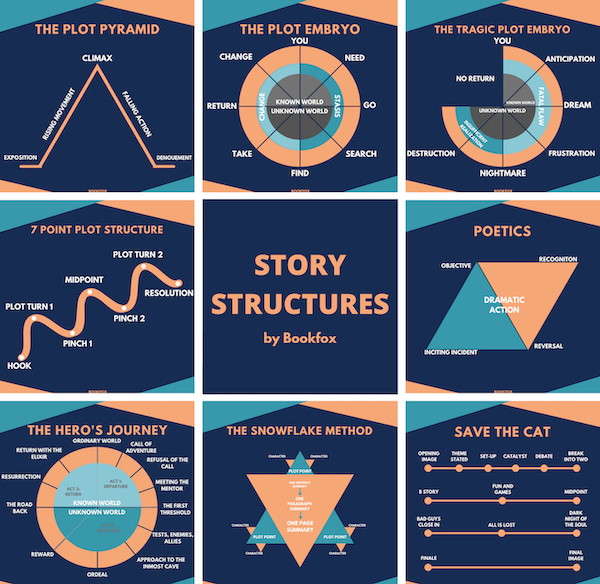 THE PLOT PYRAMID
CLIMAX
RISING MOVEMENT
FALLING ACTION
EXPOSITION
DENOUEMENT
BOOKFOX
THE PLOT EMBRYO
YOU
CHANGE
NEED
RETURN
CHANGE
KNOWN WORLD
UNKNOWN WORLD
STASIS
GO
TAKE
SEARCH
FIND
THE TRAGIC PLOT EMBRYO
YOU
ANTICIPATION
NO RETURN
KNOWN WORLD
UNKNOWN WORLD
FATAL FLAW
DREAM
INSUFFICIENT
REALIZATION
DESTRUCTION
FRUSTRATION
NIGHTMARE
BOOKFOX
7 POINT PLOT STRUCTURE
PLOT TURN 2
MIDPOINT
RESOLUTION
PLOT TURN 1
PINCH 2
PINCH 1
HOOK
BOOKFOX
STORY
STRUCTURES
by Bookfox
POETICS
OBJECTIVE
RECOGNITON
DRAMATIC
ACTION
INCITING INCIDENT
REVERSAL
THE HERO'S JOURNEY
ORDINARY WORLD
RETURN WITH THE
ELIXIR
CALL OF
ADVENTURE
REFUSAL OF THE
CALL
RESURRECTION
ACT 3:
RETURN
ACT 1:
DEPARTURE
MEETING THE
MENTOR
THE ROAD
BACK
KNOWN WORLD
UNKNOWN WORLD
THE FIRST
THRESHOLD
TESTS, ENEMIES,
ALLIES
REWARD
APPROACH TO THE
INMOST CAVE
ORDEAL
THE SNOWFLAKE METHOD
CHARACTER
CHARACTER
PLOT POINT
ONE SENTENCE
SUMMARY
ONE
PARAGRAPH
SUMMARY
ONE PAGE
SUMMARY
CHARACTER
CHARACTER
PLOT POINT
PLOT POINT
CHARACTER
CHARACTER
SAVE THE CAT
OPENING
IMAGE
THEME
STATED
SET-UP
CATALYST
DEBATE
BREAK
INTO TWO
B STORY
FUN AND
GAMES
MIDPOINT
BAD GUYS
CLOSE IN
ALL IS LOST
DARK
NIGHT OF
THE SOUL
FINALE
FINAL
IMAGE